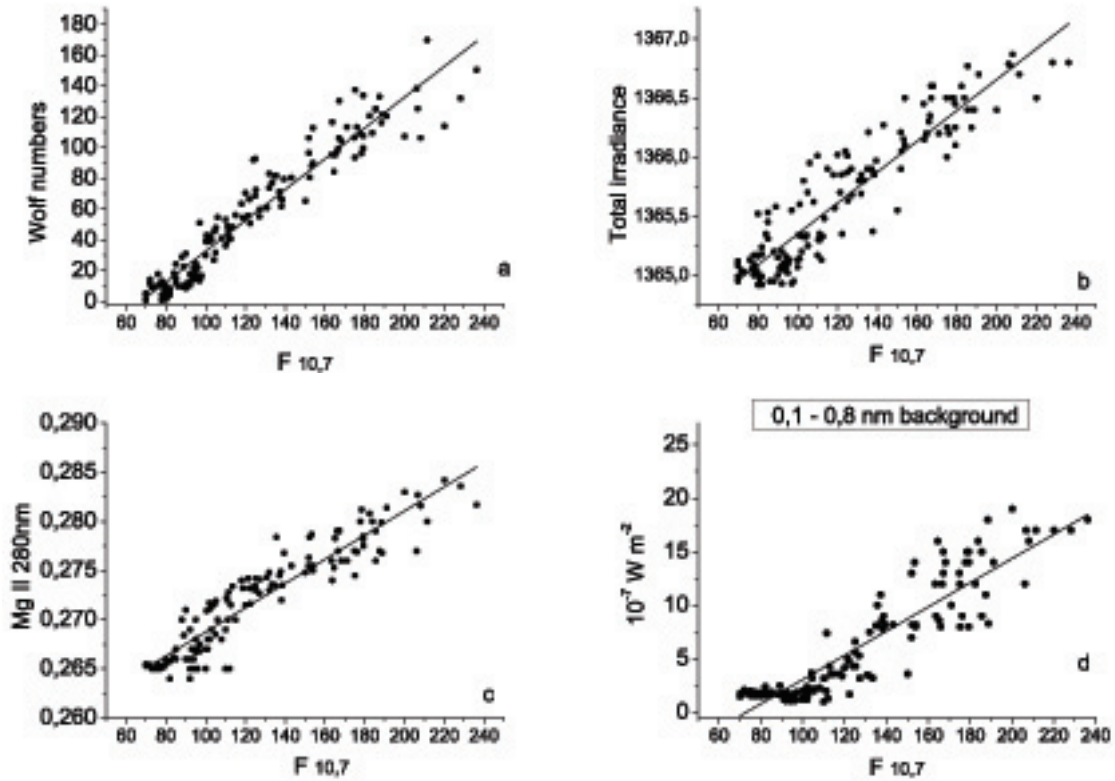 180
160
140
120
100
80
60
40
20
0
Wolf numbers
a
60 80 100 120 140 160 180 200 220 240
F 10,7
1367,0
1366,5
1366,0
1365,5
1365,0
Total irradiance
b
60 80 100 120 140 160 180 200 220 240
F 10,7
0,290
0,285
0,280
0,275
0,270
0,265
0,260
Mg II 280nm
c
60 80 100 120 140 160 180 200 220 240
F 10,7
0,1 - 0,8 nm background
25
20
15
10
5
0
10-7 W m-2
d
60 80 100 120 140 160 180 200 220 240
F 10,7